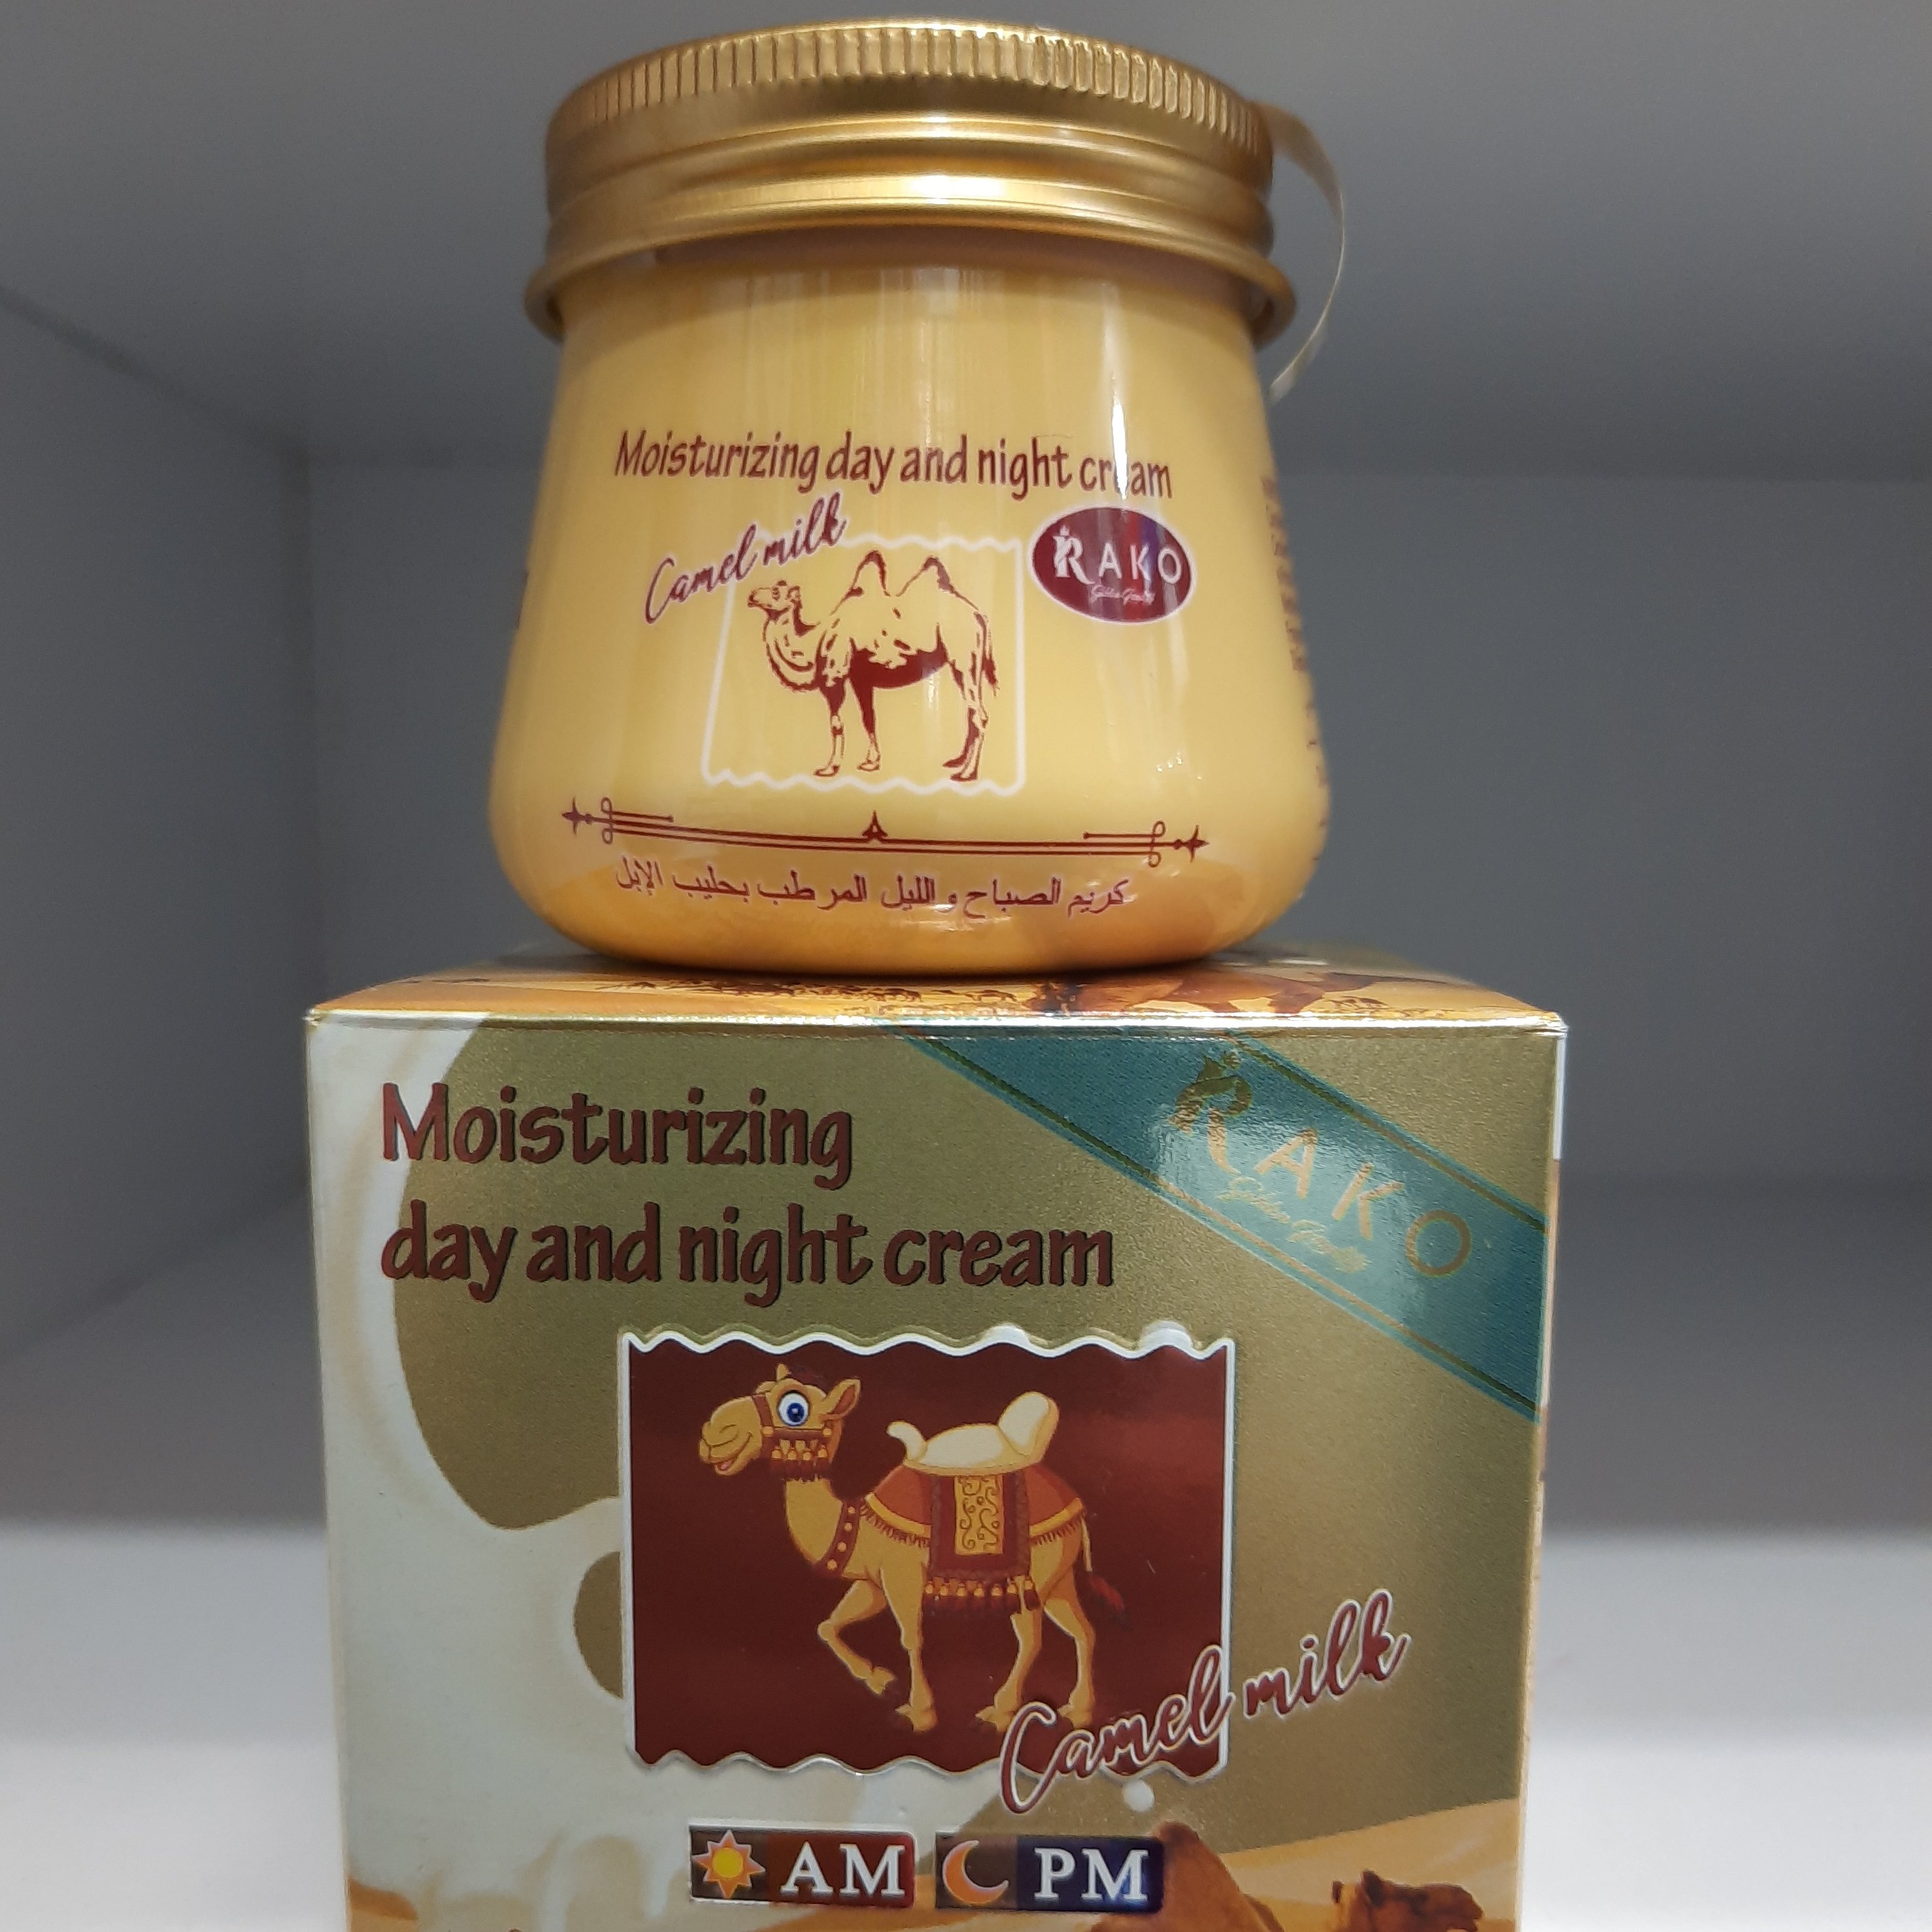 Moisturizing day and night cream
Camel milk
RAKO
كريم الصباح و الليل المرطب بحليب الإبل
RAKO
Moisturizing
day and night cream
Camel milk
AM PM